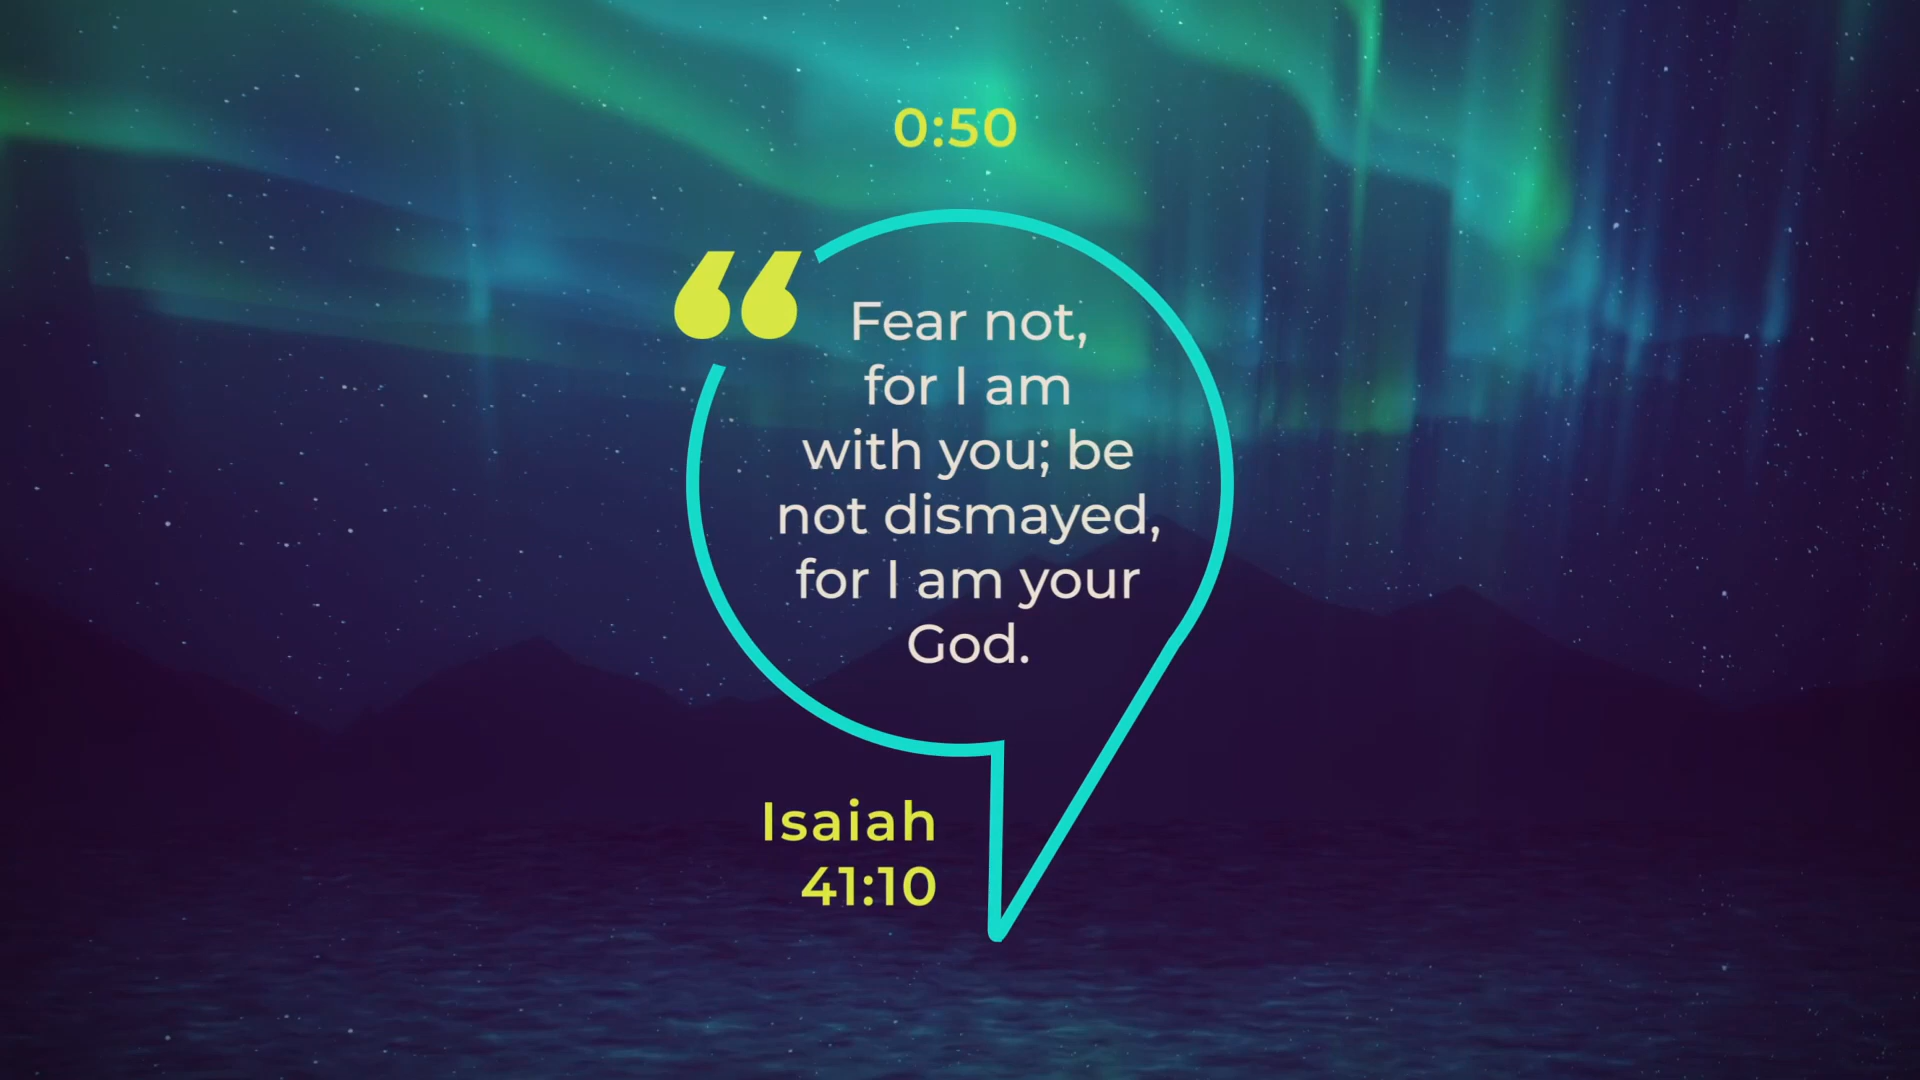 0:50
“
Fear not,
for I am
with you; be
not dismayed,
for I am your
God.
Isaiah
41:10